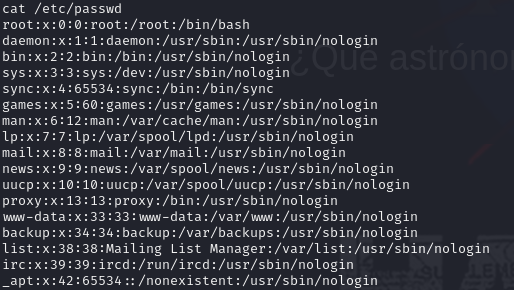 cat /etc/passwd
root:x:0:0:root:/root:/bin/bash
daemon:x:1:1:daemon:/usr/sbin:/usr/sbin/nologin
bin:x:2:2:bin:/bin:/usr/sbin/nologin
sys:x:3:3:sys:/dev:/usr/sbin/nologin
¿Qué astrónom
sync:x:4:65534:sync:/bin:/bin/sync
games:x:5:60:games:/usr/games:/usr/sbin/nologin
man:x:6:12:man:/var/cache/man:/usr/sbin/nologin
lp:x:7:7:lp:/var/spool/lpd:/usr/sbin/nologin
mail:x:8:8:mail:/var/mail:/usr/sbin/nologin
news:x:9:9:news:/var/spool/news:/usr/sbin/nologin
uucp:x:10:10:uucp:/var/spool/uucp:/usr/sbin/nologin
proxy:x:13:13:proxy:/bin:/usr/sbin/nologin
www-data:x:33:33:www-data:/var/www:/usr/sbin/nologin
backup:x:34:34:backup:/var/backups:/usr/sbin/nologin
list:x:38:38:Mailing List Manager:/var/list:/usr/sbin/nologin
irc:x:39:39:ircd:/run/ircd:/usr/sbin/nologin
_apt:x:42:65534::/nonexistent:/usr/sbin/nologin